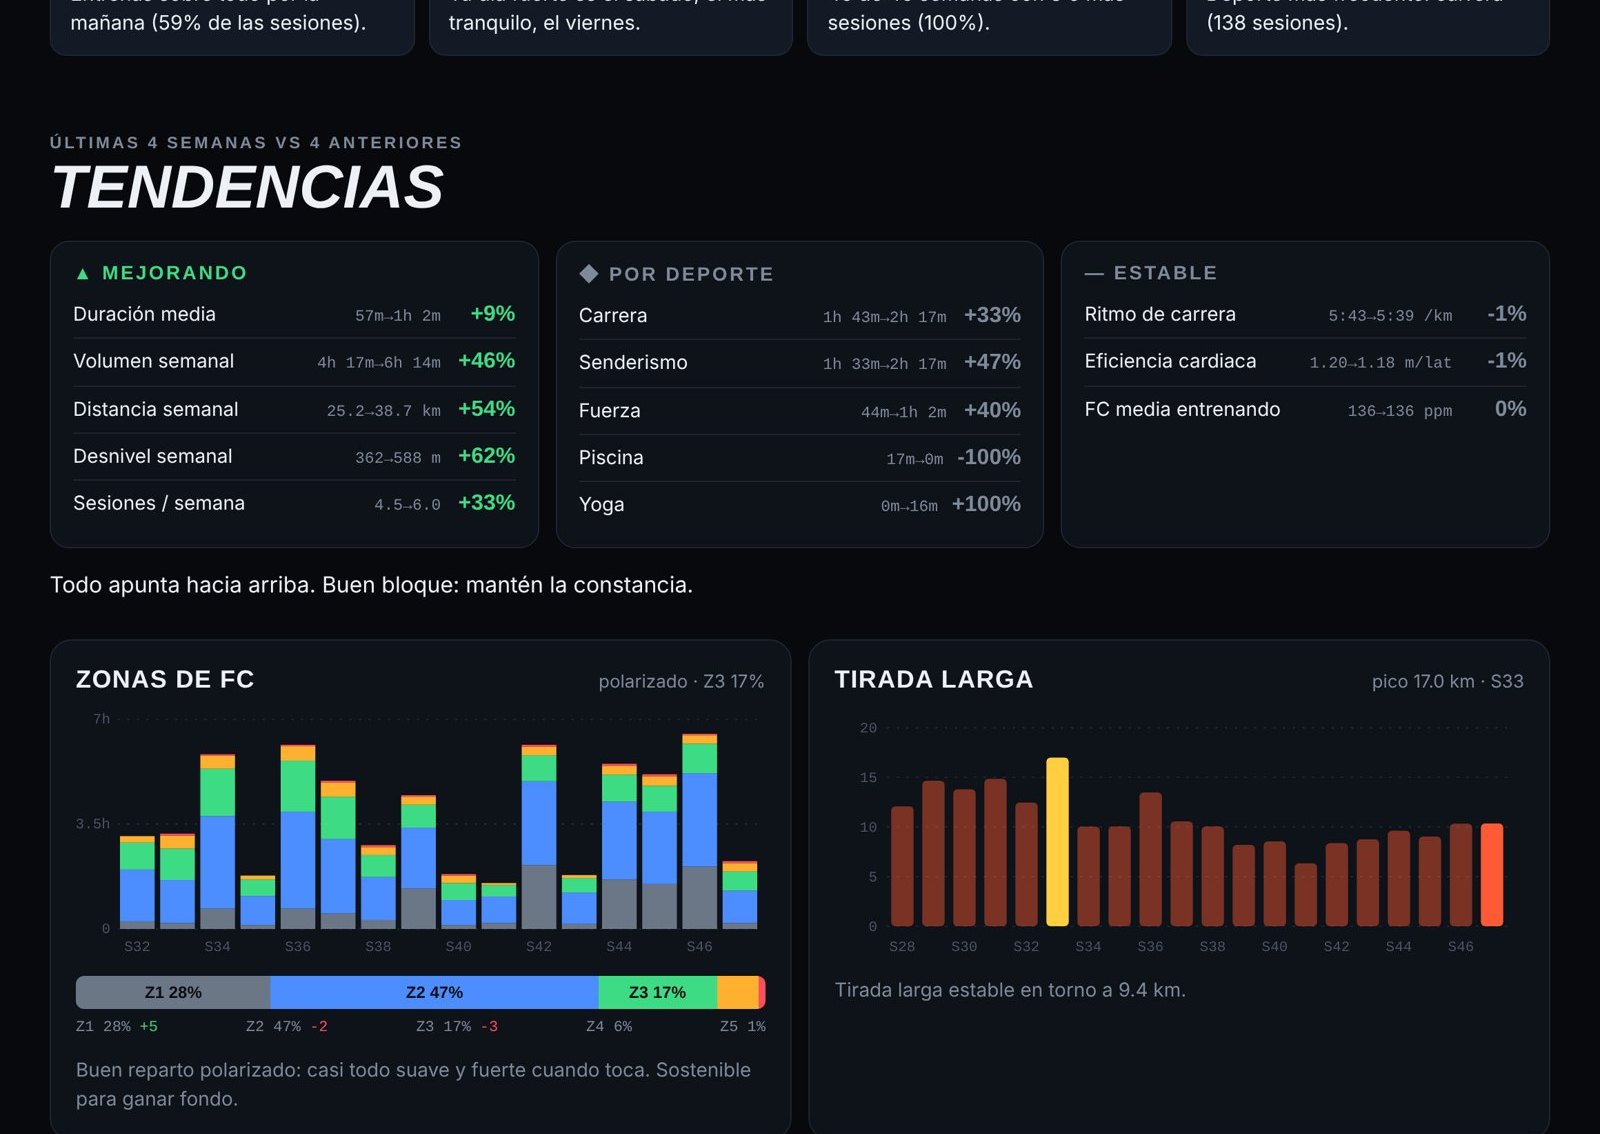 mañana (59% de las sesiones).
tranquilo, el viernes.
sesiones (100%).
(138 sesiones).
ÚLTIMAS 4 SEMANAS VS 4 ANTERIORES
TENDENCIAS
▲ MEJORANDO
Duración media 57m→1h 2m +9%
Volumen semanal 4h 17m→6h 14m +46%
Distancia semanal 25.2→38.7 km +54%
Desnivel semanal 362→588 m +62%
Sesiones / semana 4.5→6.0 +33%
◆ POR DEPORTE
Carrera 1h 43m→2h 17m +33%
Senderismo 1h 33m→2h 17m +47%
Fuerza 44m→1h 2m +40%
Piscina 17m→0m -100%
Yoga 0m→16m +100%
— ESTABLE
Ritmo de carrera 5:43→5:39 /km -1%
Eficiencia cardiaca 1.20→1.18 m/lat -1%
FC media entrenando 136→136 ppm 0%
Todo apunta hacia arriba. Buen bloque: mantén la constancia.
ZONAS DE FC polarizado · Z3 17%
7h
3.5h
0
S32 S34 S36 S38 S40 S42 S44 S46
Z1 28% Z2 47% Z3 17%
Z1 28% +5 Z2 47% -2 Z3 17% -3 Z4 6% Z5 1%
Buen reparto polarizado: casi todo suave y fuerte cuando toca. Sostenible
para ganar fondo.
TIRADA LARGA pico 17.0 km · S33
20
15
10
5
0
S28 S30 S32 S34 S36 S38 S40 S42 S44 S46
Tirada larga estable en torno a 9.4 km.